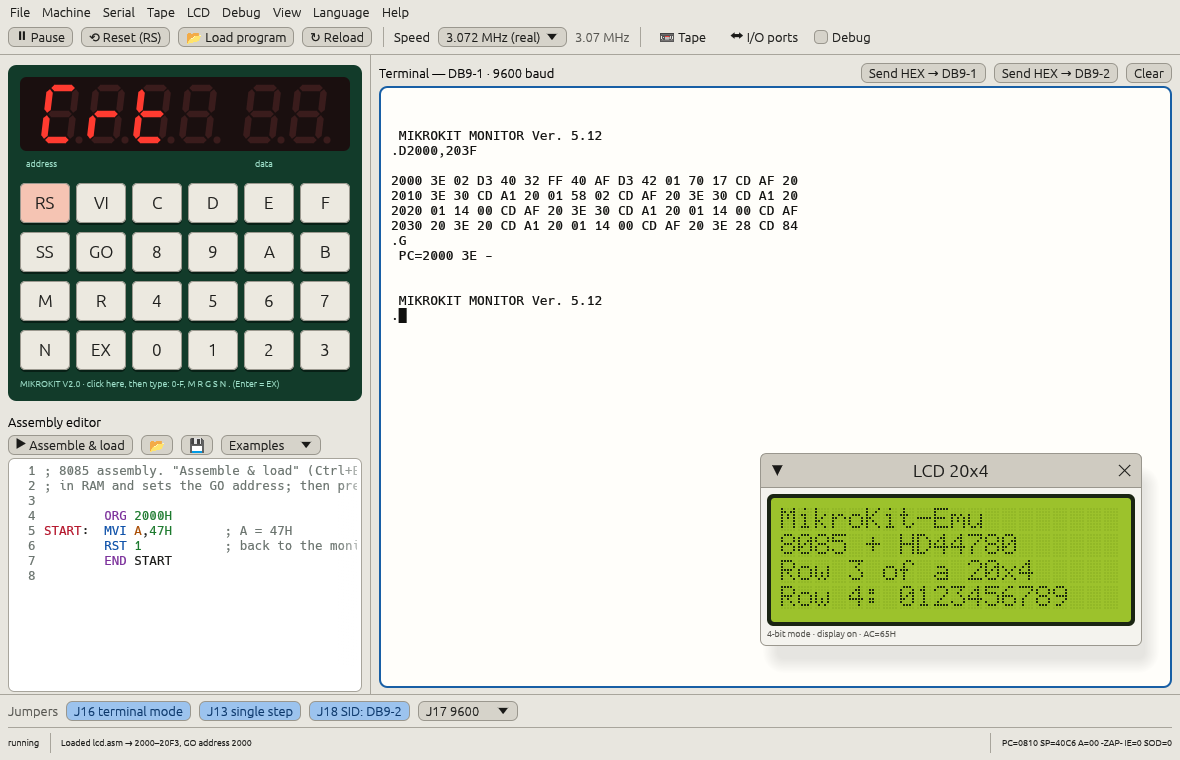 File Machine Serial Tape LCD Debug View Language Help
Pause Reset (RS) Load program Reload Speed 3.072 MHz (real) 3.07 MHz Tape I/O ports Debug
Crt
address data
RS VI C D E F
SS GO 8 9 A B
M R 4 5 6 7
N EX 0 1 2 3
MIKROKIT V2.0 · click here, then type: 0-F, M R G S N . (Enter = EX)
Assembly editor
Assemble & load Examples
1 ; 8085 assembly. "Assemble & load" (Ctrl+
2 ; in RAM and sets the GO address; then pre
3
4 ORG 2000H
5 START: MVI A,47H ; A = 47H
6 RST 1 ; back to the moni
7 END START
8
Terminal — DB9-1 · 9600 baud Send HEX → DB9-1 Send HEX → DB9-2 Clear
MIKROKIT MONITOR Ver. 5.12
.D2000,203F
2000 3E 02 D3 40 32 FF 40 AF D3 42 01 70 17 CD AF 20
2010 3E 30 CD A1 20 01 58 02 CD AF 20 3E 30 CD A1 20
2020 01 14 00 CD AF 20 3E 30 CD A1 20 01 14 00 CD AF
2030 20 3E 20 CD A1 20 01 14 00 CD AF 20 3E 28 CD 84
.G
PC=2000 3E –
MIKROKIT MONITOR Ver. 5.12
.
LCD 20x4
MikroKit-Emu
8085 + HD44780
Row 3 of a 20x4
Row 4: 0123456789
4-bit mode · display on · AC=65H
Jumpers J16 terminal mode J13 single step J18 SID: DB9-2 J17 9600
running Loaded lcd.asm → 2000–20F3, GO address 2000 PC=0810 SP=40C6 A=00 -ZAP- IE=0 SOD=0